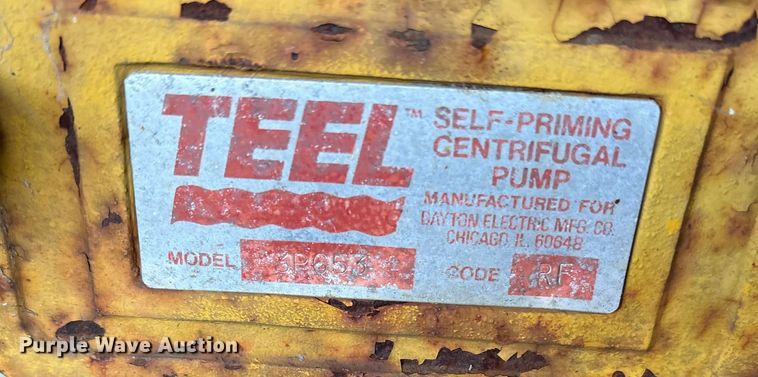 TEEL™
SELF-PRIMING
CENTRIFUGAL
PUMP
MANUFACTURED FOR
DAYTON ELECTRIC MFG. CO.
CHICAGO, IL. 60648
MODEL
CODE RF
Purple Wave Auction